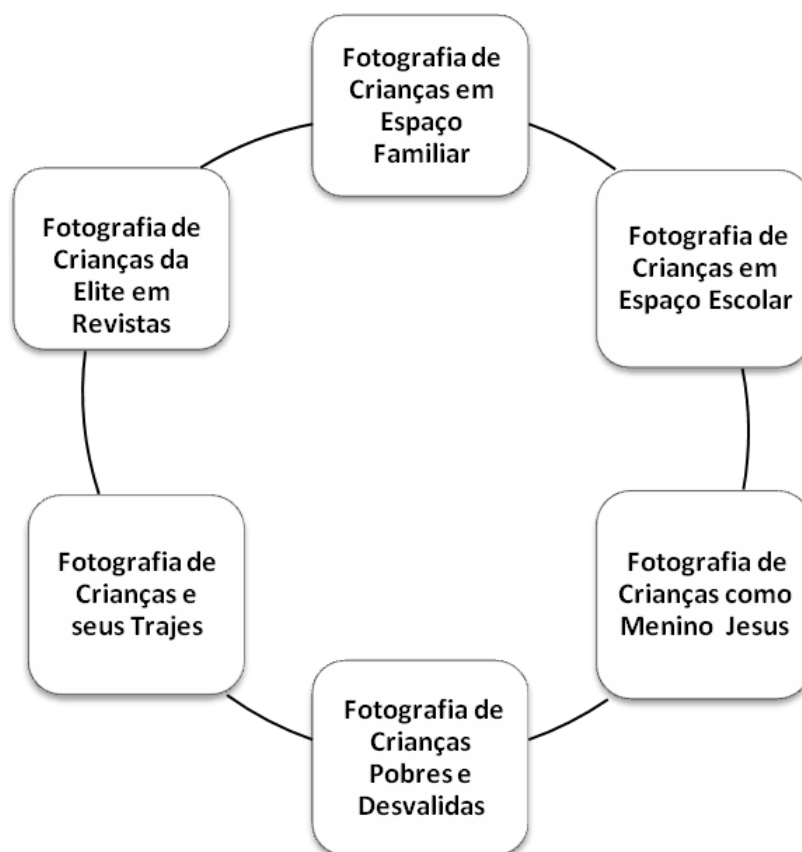 Fotografia de
Crianças em
Espaço
Familiar
Fotografia de
Crianças em
Espaço Escolar
Fotografia de
Crianças como
Menino Jesus
Fotografia de
Crianças
Pobres e
Desvalidas
Fotografia de
Crianças e
seus Trajes
Fotografia de
Crianças da
Elite em
Revistas